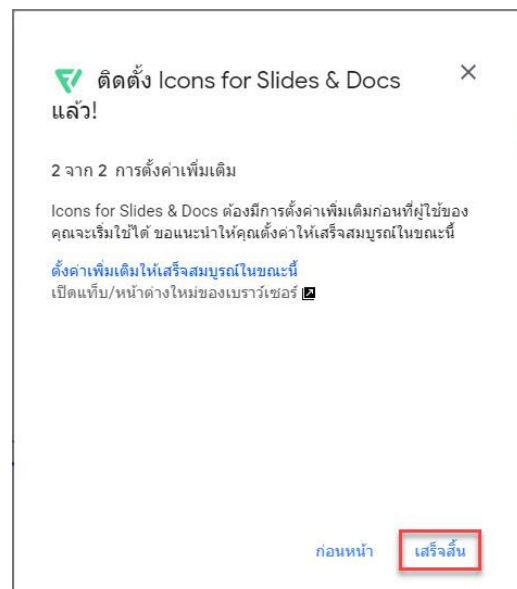 ติดตั้ง Icons for Slides & Docs
แล้ว!
2 จาก 2 การตั้งค่าเพิ่มเติม
Icons for Slides & Docs ต้องมีการตั้งค่าเพิ่มเติมก่อนที่ผู้ใช้ของ
คุณจะเริ่มใช้ได้ ขอแนะนำให้คุณตั้งค่าให้เสร็จสมบูรณ์ในขณะนี้
ตั้งค่าเพิ่มเติมให้เสร็จสมบูรณ์ในขณะนี้
เปิดแท็บ/หน้าต่างใหม่ของเบราว์เซอร์
ก่อนหน้า เสร็จสิ้น